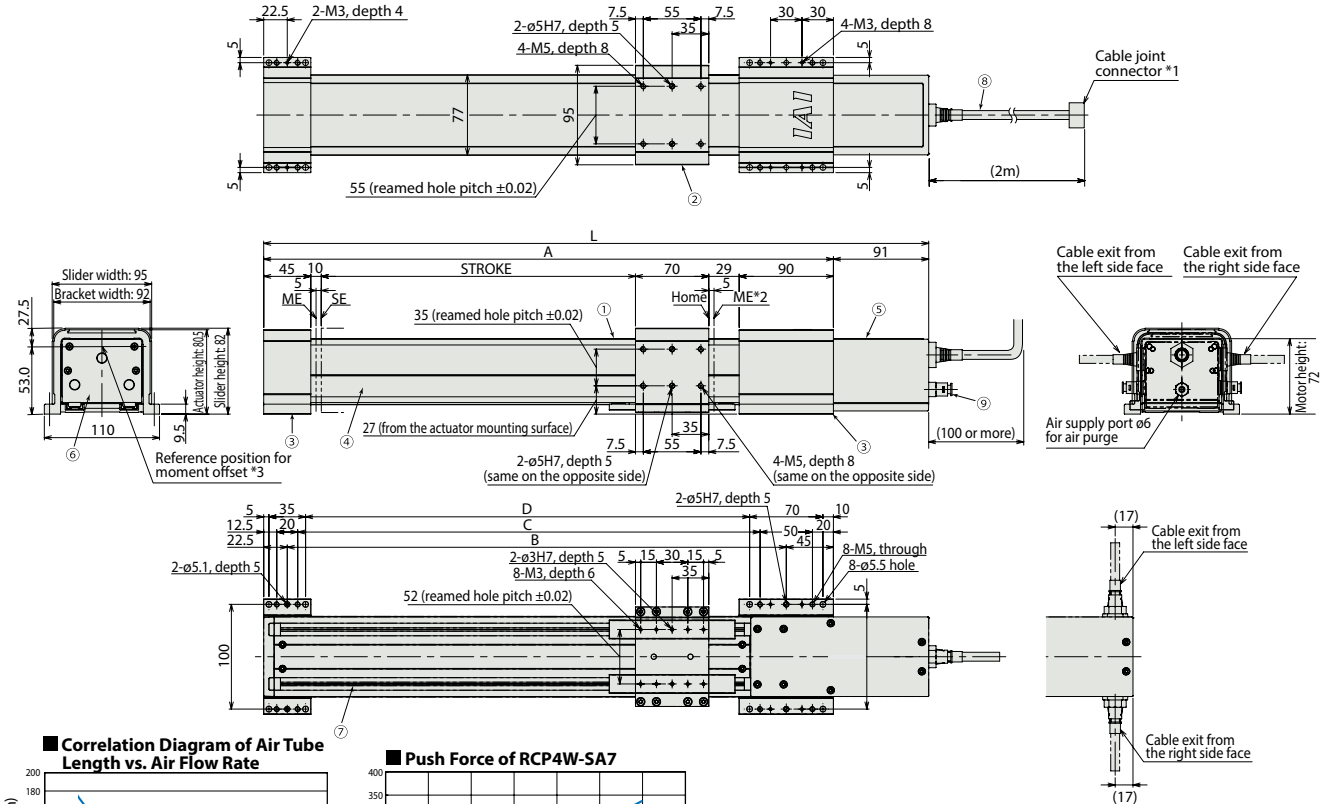 22.5
2-M3, depth 4
5
5
77
95
7.5
55
7.5
35
2-ø5H7, depth 5
4-M5, depth 8
30
30
4-M3, depth 8
5
5
IAI
Cable joint
connector *1
⑧
(2m)
55 (reamed hole pitch ±0.02)
②
L
A
91
45
10
STROKE
70
29
90
5
5
ME
SE
Home
ME*2
35 (reamed hole pitch ±0.02)
①
⑤
③
④
27 (from the actuator mounting surface)
35
7.5
55
7.5
2-ø5H7, depth 5
(same on the opposite side)
4-M5, depth 8
(same on the opposite side)
③
⑨
(100 or more)
Slider width: 95
Bracket width: 92
27.5
53.0
Actuator height: 80.5
Slider height: 82
110
9.5
⑥
Reference position for
moment offset *3
Cable exit from
the left side face
Cable exit from
the right side face
Motor height:
72
Air supply port ø6
for air purge
5
35
D
70
10
12.5
20
C
50
20
22.5
B
45
2-ø5H7, depth 5
8-M5, through
8-ø5.5 hole
2-ø5.1, depth 5
2-ø3H7, depth 5
8-M3, depth 6
5
15
30
15
5
35
52 (reamed hole pitch ±0.02)
5
100
⑦
(17)
Cable exit from
the left side face
Cable exit from
the right side face
(17)
■ Correlation Diagram of Air Tube
Length vs. Air Flow Rate
200
180
■ Push Force of RCP4W-SA7
400
350